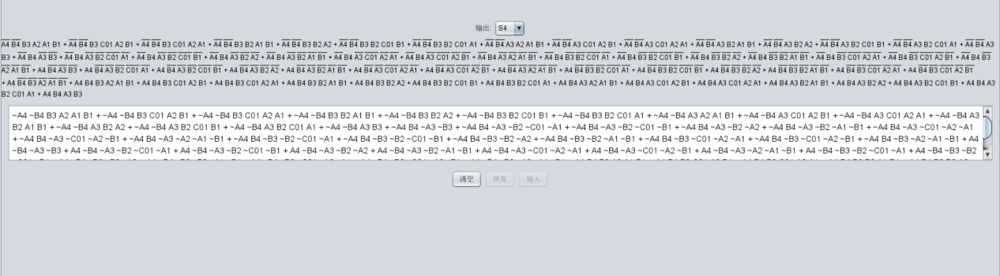 输出: S4
A4 B4 B3 A2 A1 B1 + A4 B4 B3 C01 A2 B1 + A4 B4 B3 C01 A2 A1 + A4 B4 B3 B2 A1 B1 + A4 B4 B3 B2 A2 + A4 B4 B3 B2 C01 B1 + A4 B4 B3 B2 C01 A1 + A4 B4 A3 A2 A1 B1 + A4 B4 A3 C01 A2 B1 + A4 B4 A3 C01 A2 A1 + A4 B4 A3 B2 A1 B1 + A4 B4 A3 B2 A2 + A4 B4 A3 B2 C01 B1 + A4 B4 A3 B2 C01 A1 + A4 B4 A3
B3 + A4 B4 A3 B3 + A4 B4 A3 B2 C01 A1 + A4 B4 A3 B2 C01 B1 + A4 B4 A3 B2 A2 + A4 B4 A3 B2 A1 B1 + A4 B4 A3 C01 A2 A1 + A4 B4 A3 C01 A2 B1 + A4 B4 A3 A2 A1 B1 + A4 B4 B3 B2 C01 A1 + A4 B4 B3 B2 C01 B1 + A4 B4 B3 B2 A2 + A4 B4 B3 B2 A1 B1 + A4 B4 B3 C01 A2 A1 + A4 B4 B3 C01 A2 B1 + A4 B4 B3
A2 A1 B1 + A4 B4 A3 B3 + A4 B4 A3 B2 C01 A1 + A4 B4 A3 B2 C01 B1 + A4 B4 A3 B2 A2 + A4 B4 A3 B2 A1 B1 + A4 B4 A3 C01 A2 A1 + A4 B4 A3 C01 A2 B1 + A4 B4 A3 A2 A1 B1 + A4 B4 B3 B2 C01 A1 + A4 B4 B3 B2 C01 B1 + A4 B4 B3 B2 A2 + A4 B4 B3 B2 A1 B1 + A4 B4 B3 C01 A2 A1 + A4 B4 B3 C01 A2 B1
+ A4 B4 B3 A2 A1 B1 + A4 B4 B3 A2 A1 B1 + A4 B4 B3 C01 A2 B1 + A4 B4 B3 C01 A2 A1 + A4 B4 B3 B2 A1 B1 + A4 B4 B3 B2 A2 + A4 B4 B3 B2 C01 B1 + A4 B4 B3 B2 C01 A1 + A4 B4 A3 A2 A1 B1 + A4 B4 A3 C01 A2 B1 + A4 B4 A3 C01 A2 A1 + A4 B4 A3 B2 A1 B1 + A4 B4 A3 B2 A2 + A4 B4 A3 B2 C01 B1 + A4 B4 A3
B2 C01 A1 + A4 B4 A3 B3
~A4 ~B4 B3 A2 A1 B1 + ~A4 ~B4 B3 C01 A2 B1 + ~A4 ~B4 B3 C01 A2 A1 + ~A4 ~B4 B3 B2 A1 B1 + ~A4 ~B4 B3 B2 A2 + ~A4 ~B4 B3 B2 C01 B1 + ~A4 ~B4 B3 B2 C01 A1 + ~A4 ~B4 A3 A2 A1 B1 + ~A4 ~B4 A3 C01 A2 B1 + ~A4 ~B4 A3 C01 A2 A1 + ~A4 ~B4 A3
B2 A1 B1 + ~A4 ~B4 A3 B2 A2 + ~A4 ~B4 A3 B2 C01 B1 + ~A4 ~B4 A3 B2 C01 A1 + ~A4 ~B4 A3 B3 + ~A4 B4 ~A3 ~B3 + ~A4 B4 ~A3 ~B2 ~C01 ~A1 + ~A4 B4 ~A3 ~B2 ~C01 ~B1 + ~A4 B4 ~A3 ~B2 ~A2 + ~A4 B4 ~A3 ~B2 ~A1 ~B1 + ~A4 B4 ~A3 ~C01 ~A2 ~A1
+ ~A4 B4 ~A3 ~C01 ~A2 ~B1 + ~A4 B4 ~A3 ~A2 ~A1 ~B1 + ~A4 B4 ~B3 ~B2 ~C01 ~A1 + ~A4 B4 ~B3 ~B2 ~C01 ~B1 + ~A4 B4 ~B3 ~B2 ~A2 + ~A4 B4 ~B3 ~B2 ~A1 ~B1 + ~A4 B4 ~B3 ~C01 ~A2 ~A1 + ~A4 B4 ~B3 ~C01 ~A2 ~B1 + ~A4 B4 ~B3 ~A2 ~A1 ~B1 + A4
~B4 ~A3 ~B3 + A4 ~B4 ~A3 ~B2 ~C01 ~A1 + A4 ~B4 ~A3 ~B2 ~C01 ~B1 + A4 ~B4 ~A3 ~B2 ~A2 + A4 ~B4 ~A3 ~B2 ~A1 ~B1 + A4 ~B4 ~A3 ~C01 ~A2 ~A1 + A4 ~B4 ~A3 ~C01 ~A2 ~B1 + A4 ~B4 ~A3 ~A2 ~A1 ~B1 + A4 ~B4 ~B3 ~B2 ~C01 ~A1 + A4 ~B4 ~B3 ~B2
清空 恢复 输入